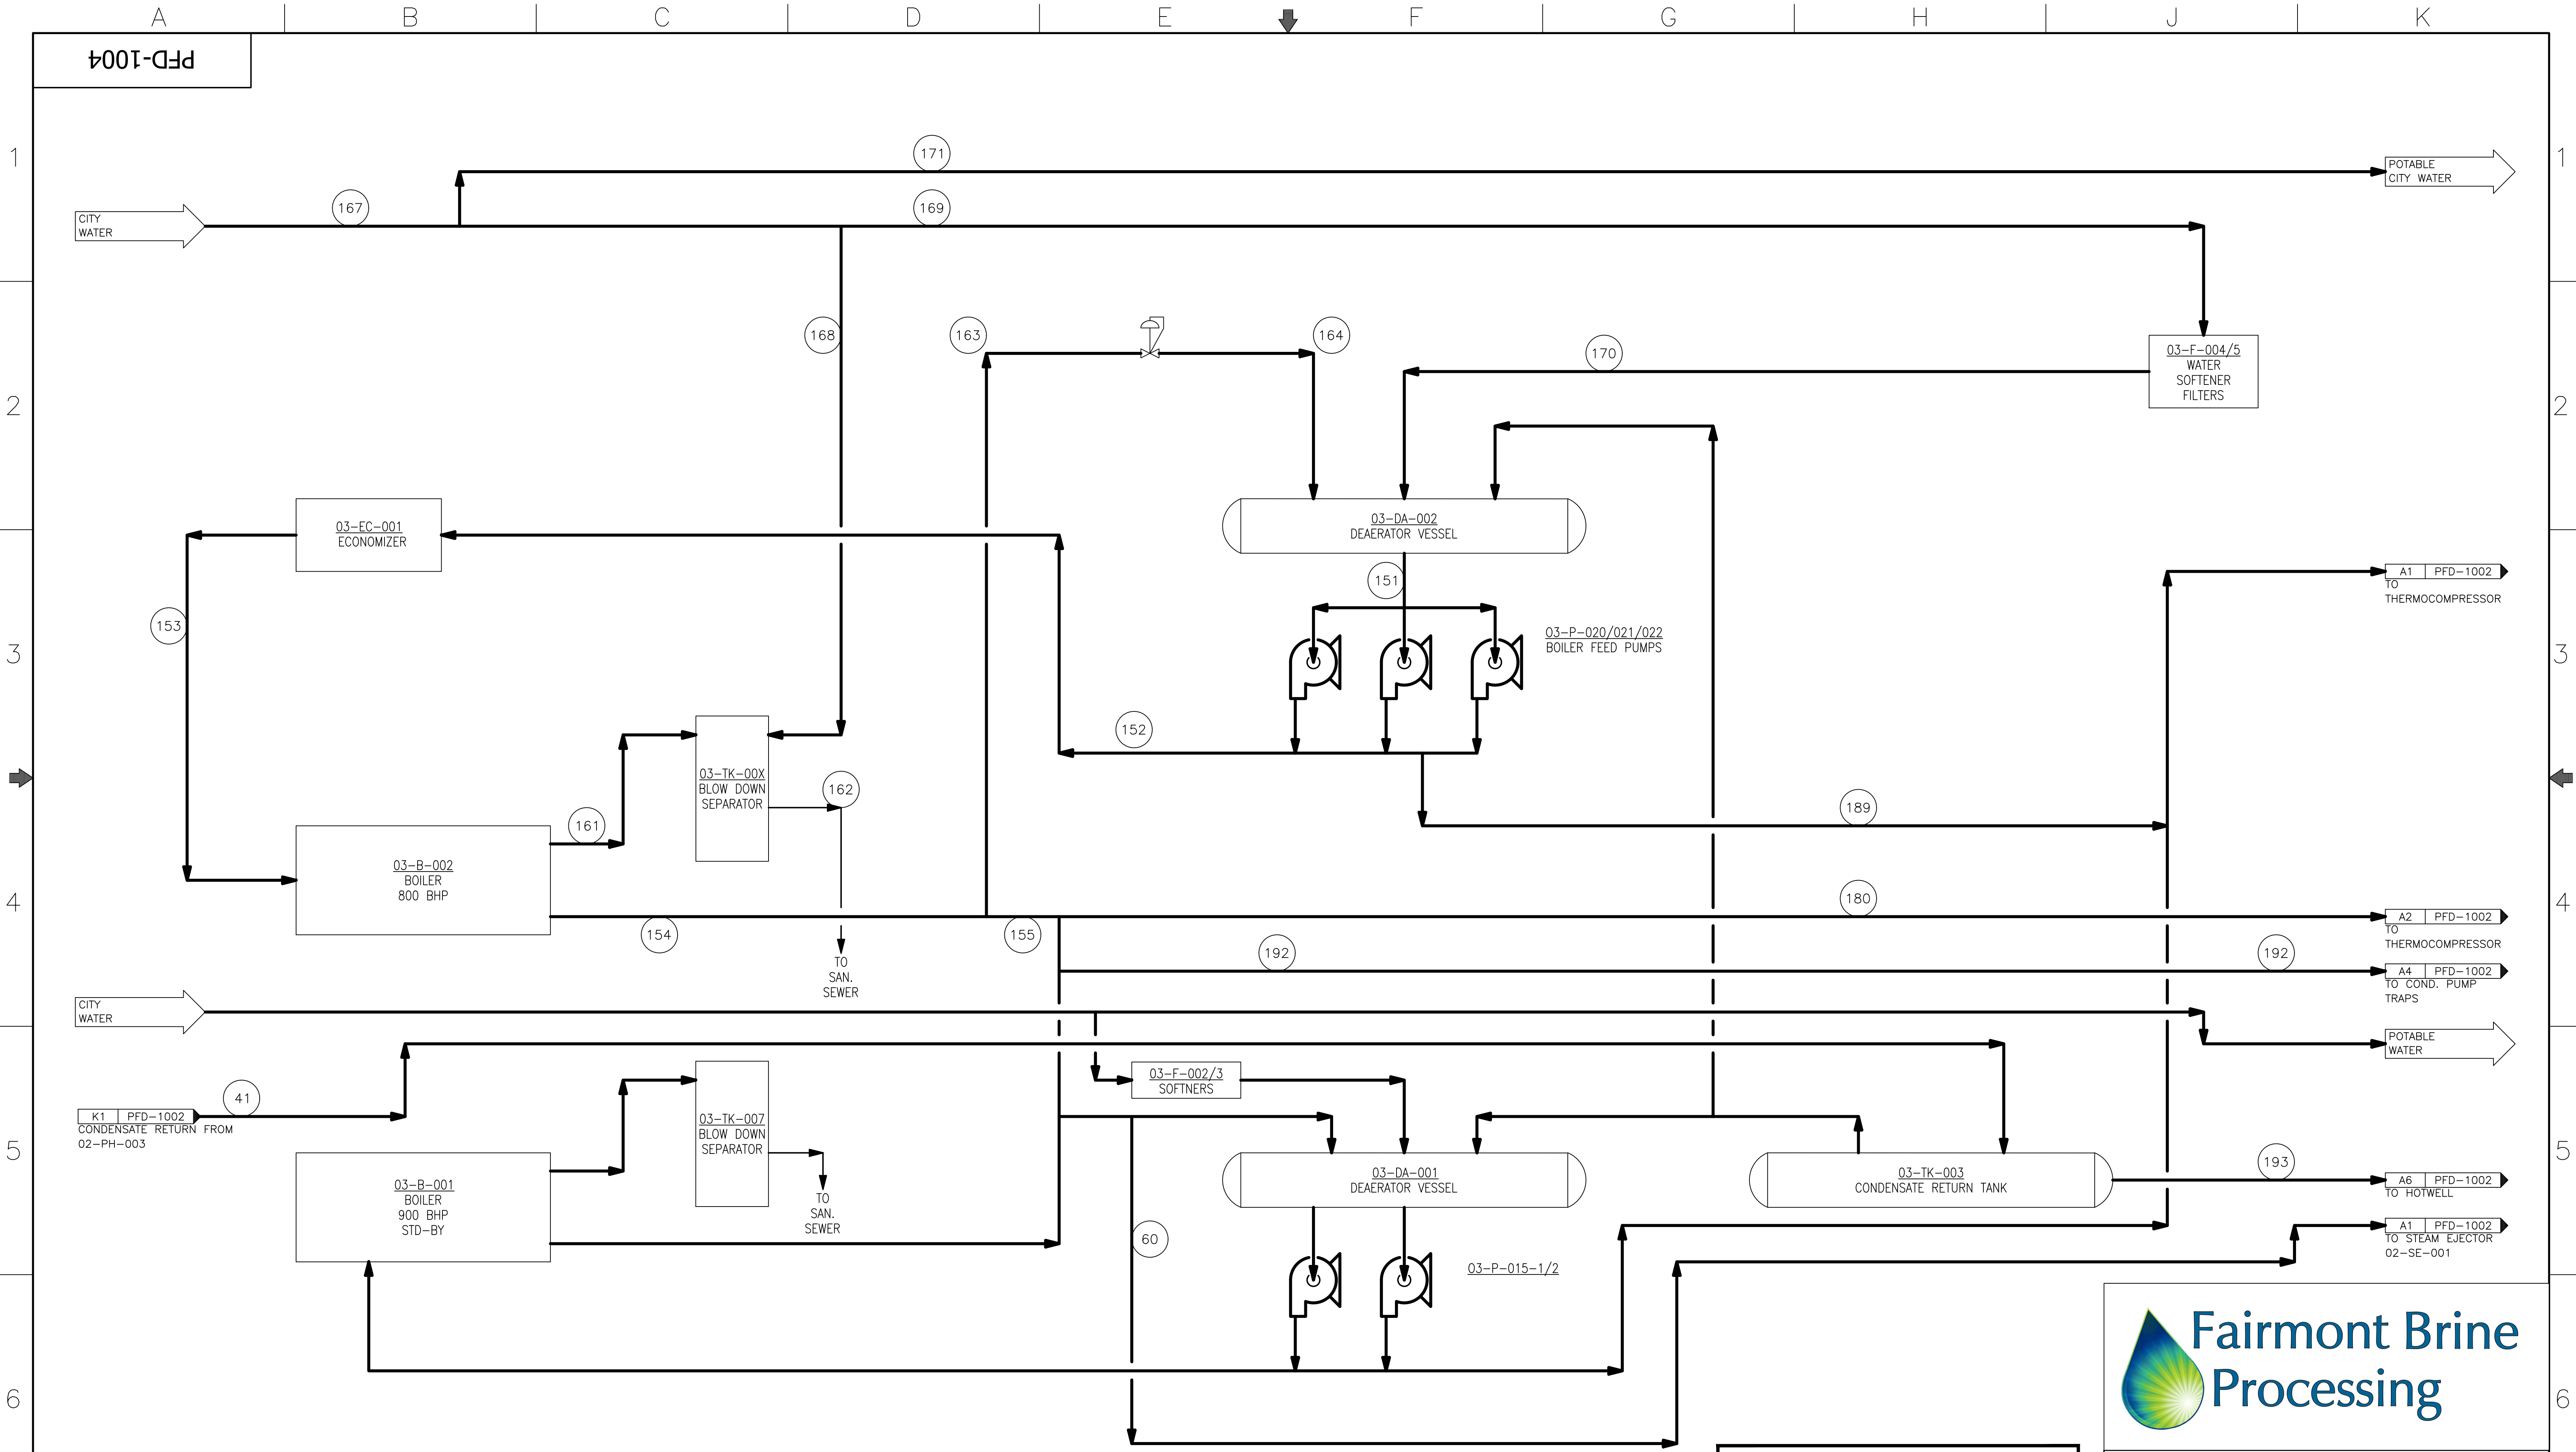 A B C D E F G H J K
PFD-1004
1
171
1
POTABLE
CITY WATER
CITY
WATER
167
169
168
163
164
170
03-F-004/5
WATER
SOFTENER
FILTERS
2
2
03-EC-001
ECONOMIZER
03-DA-002
DEAERATOR VESSEL
151
A1 PFD-1002
TO
THERMOCOMPRESSOR
153
3
03-P-020/021/022
BOILER FEED PUMPS
3
152
03-TK-00X
BLOW DOWN
SEPARATOR
162
161
189
03-B-002
BOILER
800 BHP
4
180
4
154
155
A2 PFD-1002
TO
THERMOCOMPRESSOR
TO
SAN.
SEWER
192
192
A4 PFD-1002
TO COND. PUMP
TRAPS
CITY
WATER
POTABLE
WATER
03-F-002/3
SOFTNERS
41
K1 PFD-1002
CONDENSATE RETURN FROM
02-PH-003
03-TK-007
BLOW DOWN
SEPARATOR
5
5
03-B-001
BOILER
900 BHP
STD-BY
TO
SAN.
SEWER
03-DA-001
DEAERATOR VESSEL
03-TK-003
CONDENSATE RETURN TANK
193
A6 PFD-1002
TO HOTWELL
60
A1 PFD-1002
TO STEAM EJECTOR
02-SE-001
03-P-015-1/2
Fairmont Brine
Processing
6
6